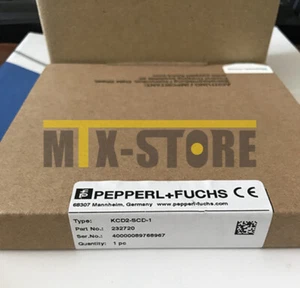 MTX-STORE
PEPPERL+FUCHS CE
68307 Mannheim, Germany www.pepperl-fuchs.com
Type: KCD2-SCD-1
Part No.: 232720
Ser.No.: 40000089788967
Quantity: 1 pc